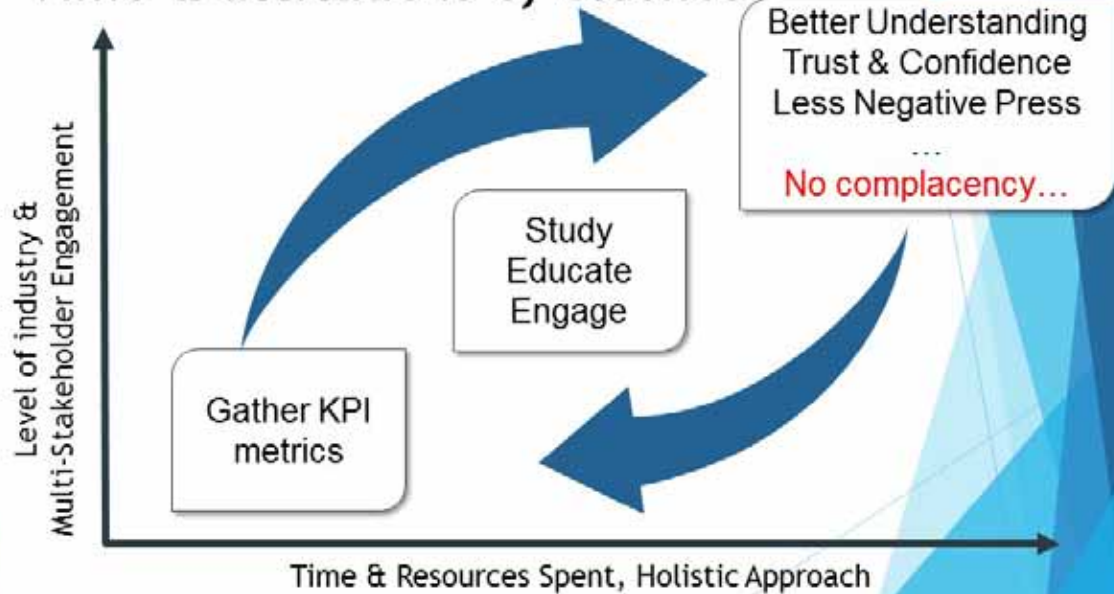 Better Understanding
Trust & Confidence
Less Negative Press
...
No complacency...
Study
Educate
Engage
Gather KPI
metrics
Level of industry &
Multi-Stakeholder Engagement
Time & Resources Spent, Holistic Approach